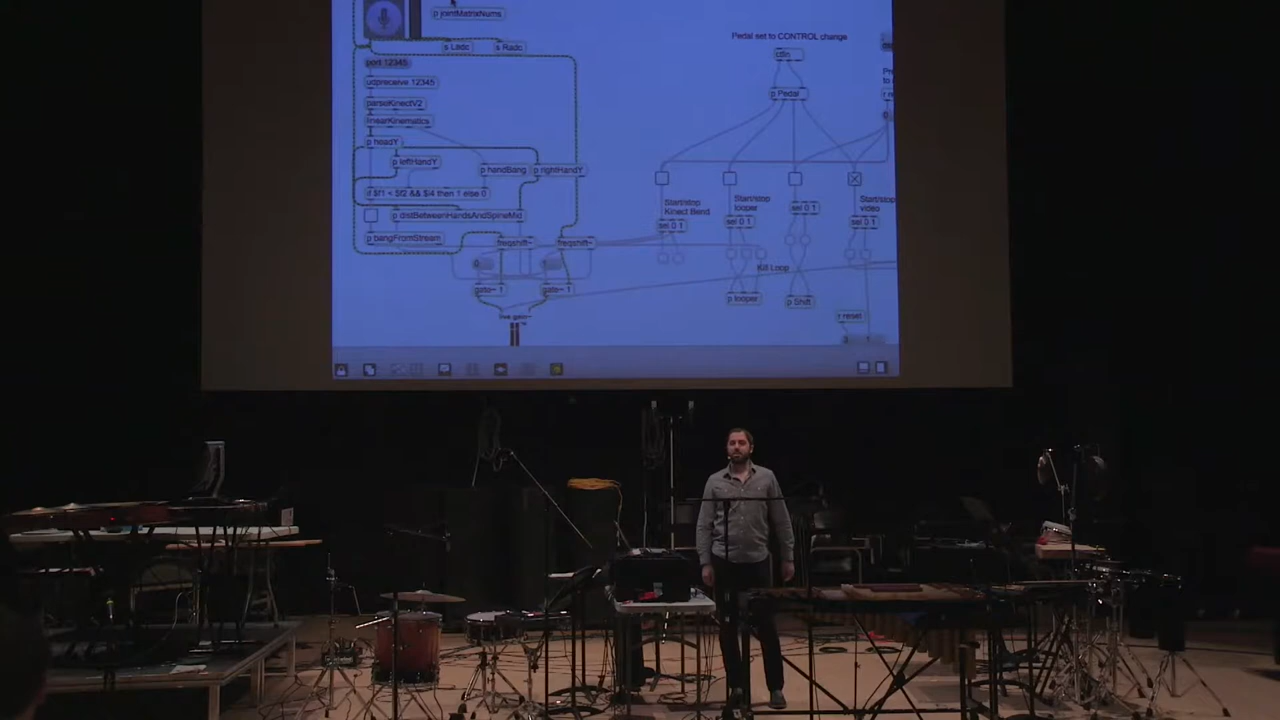 p jointMatrixNums
s Ladc
s Radc
port 12345
udpreceive 12345
parseKinectV2
linearKinematics
p headY
p leftHandY
p handBang
p rightHandY
if $f1 < $f2 && $i4 then 1 else 0
p distBetweenHandsAndSpineMid
p bangFromStream
freqshift~
freqshift~
0
gate~ 1
gate~ 1
live.gain~
Pedal set to CONTROL change
ctlin
p Pedal
Start/stop
Kinect Bend
sel 0 1
Start/stop
looper
sel 0 1
sel 0 1
Start/stop
video
sel 0 1
Kill Loop
p looper
p Shift
r reset